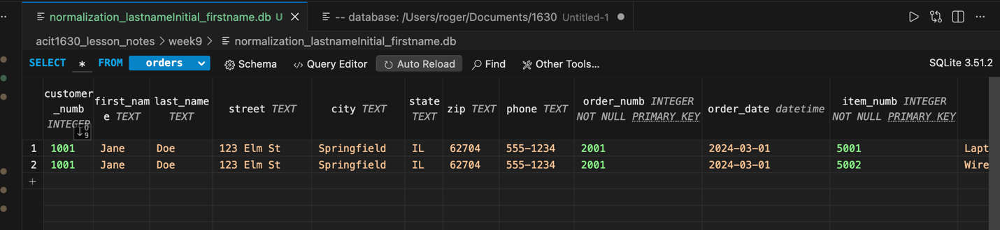 normalization_lastnameInitial_firstname.db U
-- database: /Users/roger/Documents/1630 Untitled-1
acit1630_lesson_notes > week9 > normalization_lastnameInitial_firstname.db
SELECT * FROM orders Schema Query Editor Auto Reload Find Other Tools... SQLite 3.51.2
customer_numb INTEGER
first_name TEXT
last_name TEXT
street TEXT
city TEXT
state TEXT
zip TEXT
phone TEXT
order_numb INTEGER NOT NULL PRIMARY KEY
order_date datetime
item_numb INTEGER NOT NULL PRIMARY KEY
1 1001 Jane Doe 123 Elm St Springfield IL 62704 555-1234 2001 2024-03-01 5001 Lapt
2 1001 Jane Doe 123 Elm St Springfield IL 62704 555-1234 2001 2024-03-01 5002 Wire